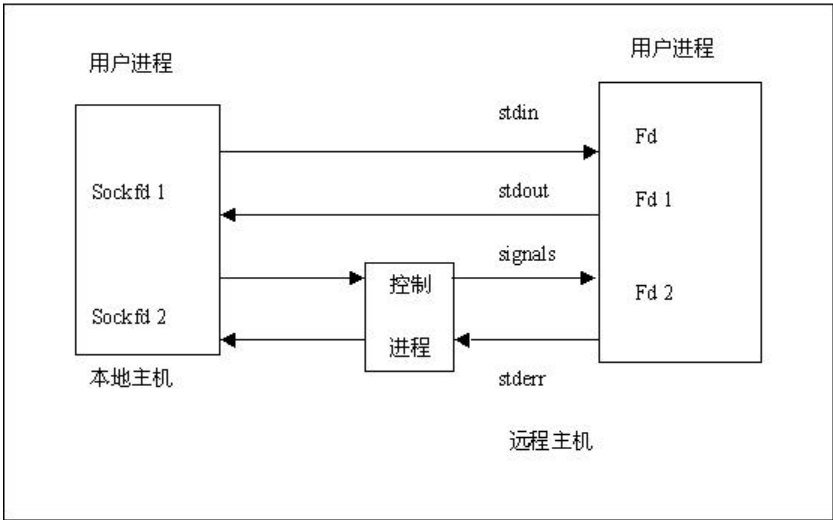 用户进程
用户进程
stdin
Fd
Sockfd 1
stdout
Fd 1
signals
控制
Fd 2
Sockfd 2
进程
本地主机
stderr
远程主机